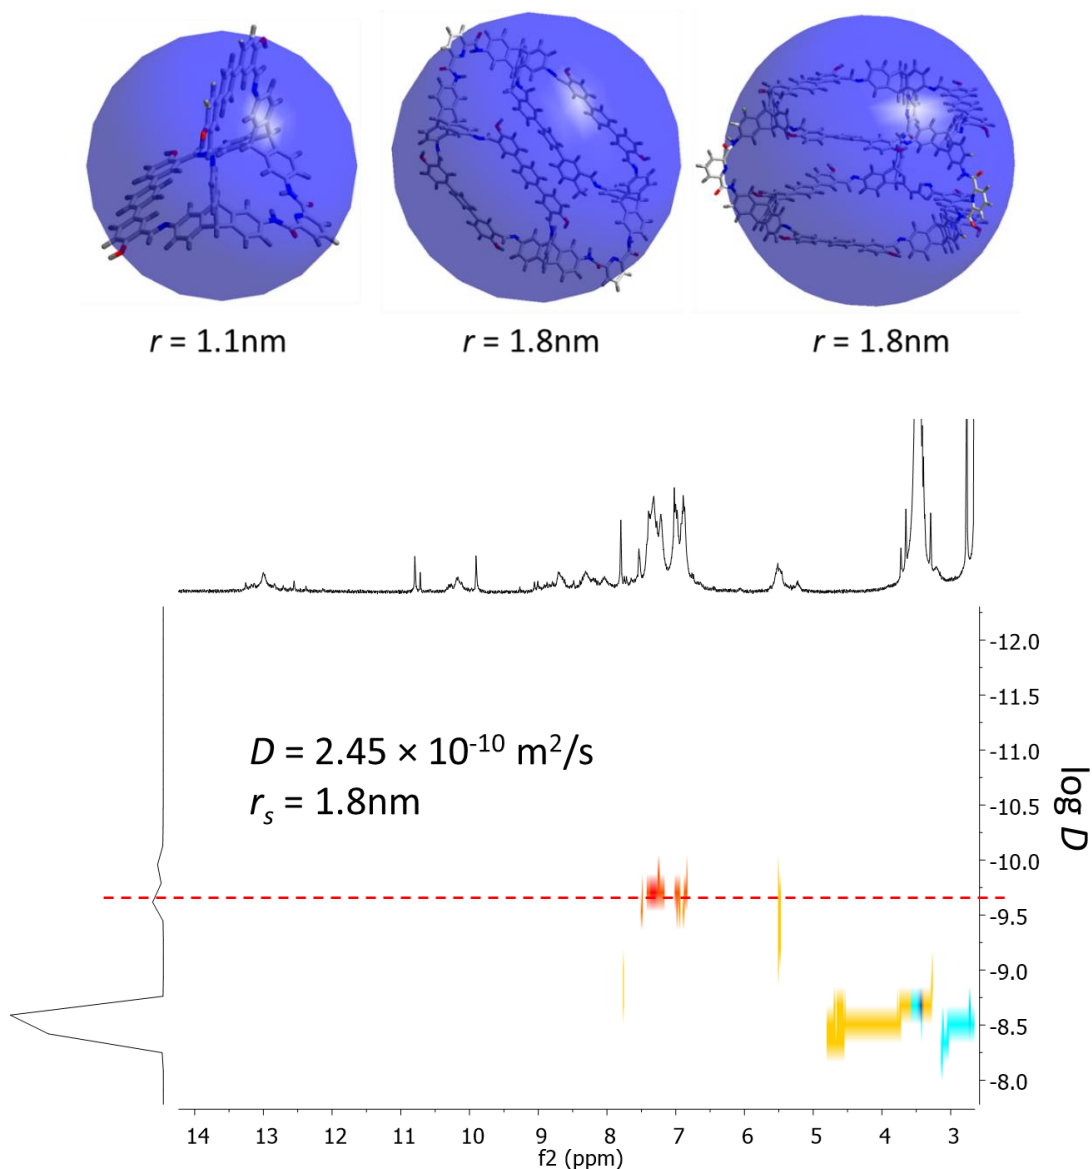 r = 1.1nm r = 1.8nm r = 1.8nm
D = 2.45 × 10⁻¹⁰ m²/s
rₛ = 1.8nm
-12.0
-11.5
-11.0
-10.5
-10.0
-9.5
-9.0
-8.5
-8.0
log D
14 13 12 11 10 9 8 7 6 5 4 3
f2 (ppm)